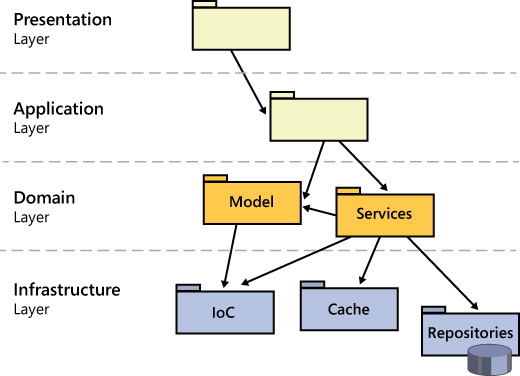 Presentation
Layer
Application
Layer
Domain
Layer
Model
Services
Infrastructure
Layer
IoC
Cache
Repositories